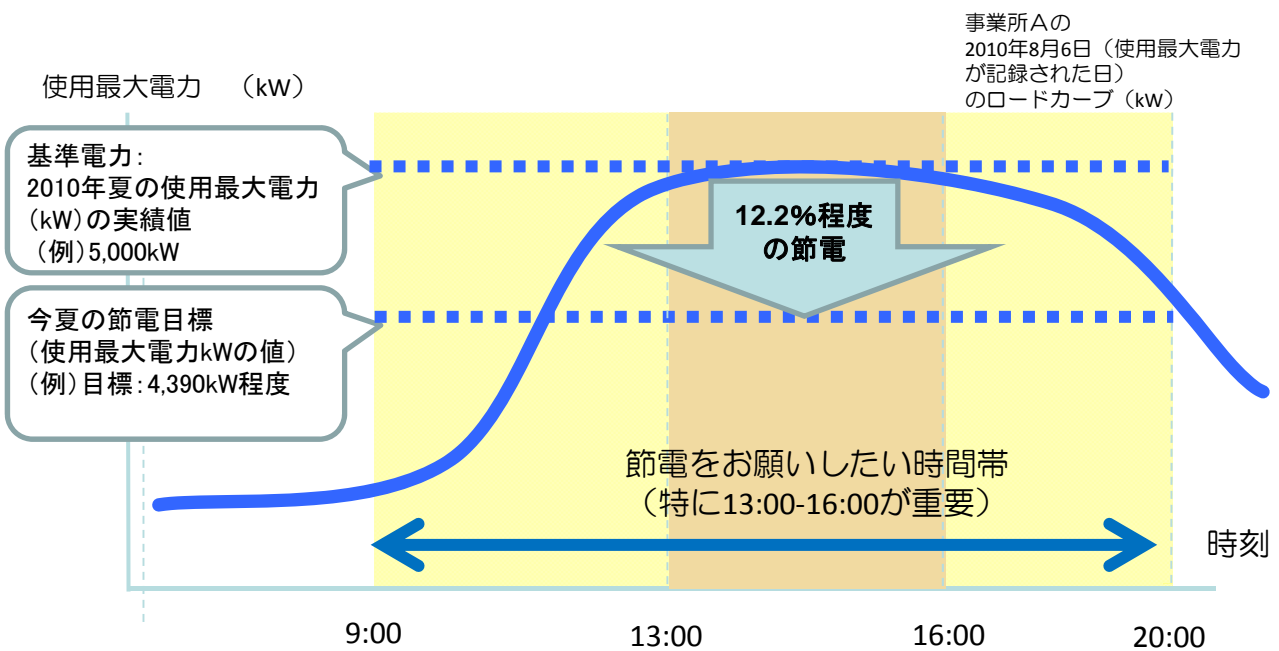 事業所Aの
2010年8月6日（使用最大電力
が記録された日）
のロードカーブ（kW）
使用最大電力　（kW）
基準電力：
2010年夏の使用最大電力
（kW）の実績値
（例）5,000kW
12.2%程度
の節電
今夏の節電目標
（使用最大電力kWの値）
（例）目標：4,390kW程度
節電をお願いしたい時間帯
（特に13:00-16:00が重要）
時刻
9:00
13:00
16:00
20:00